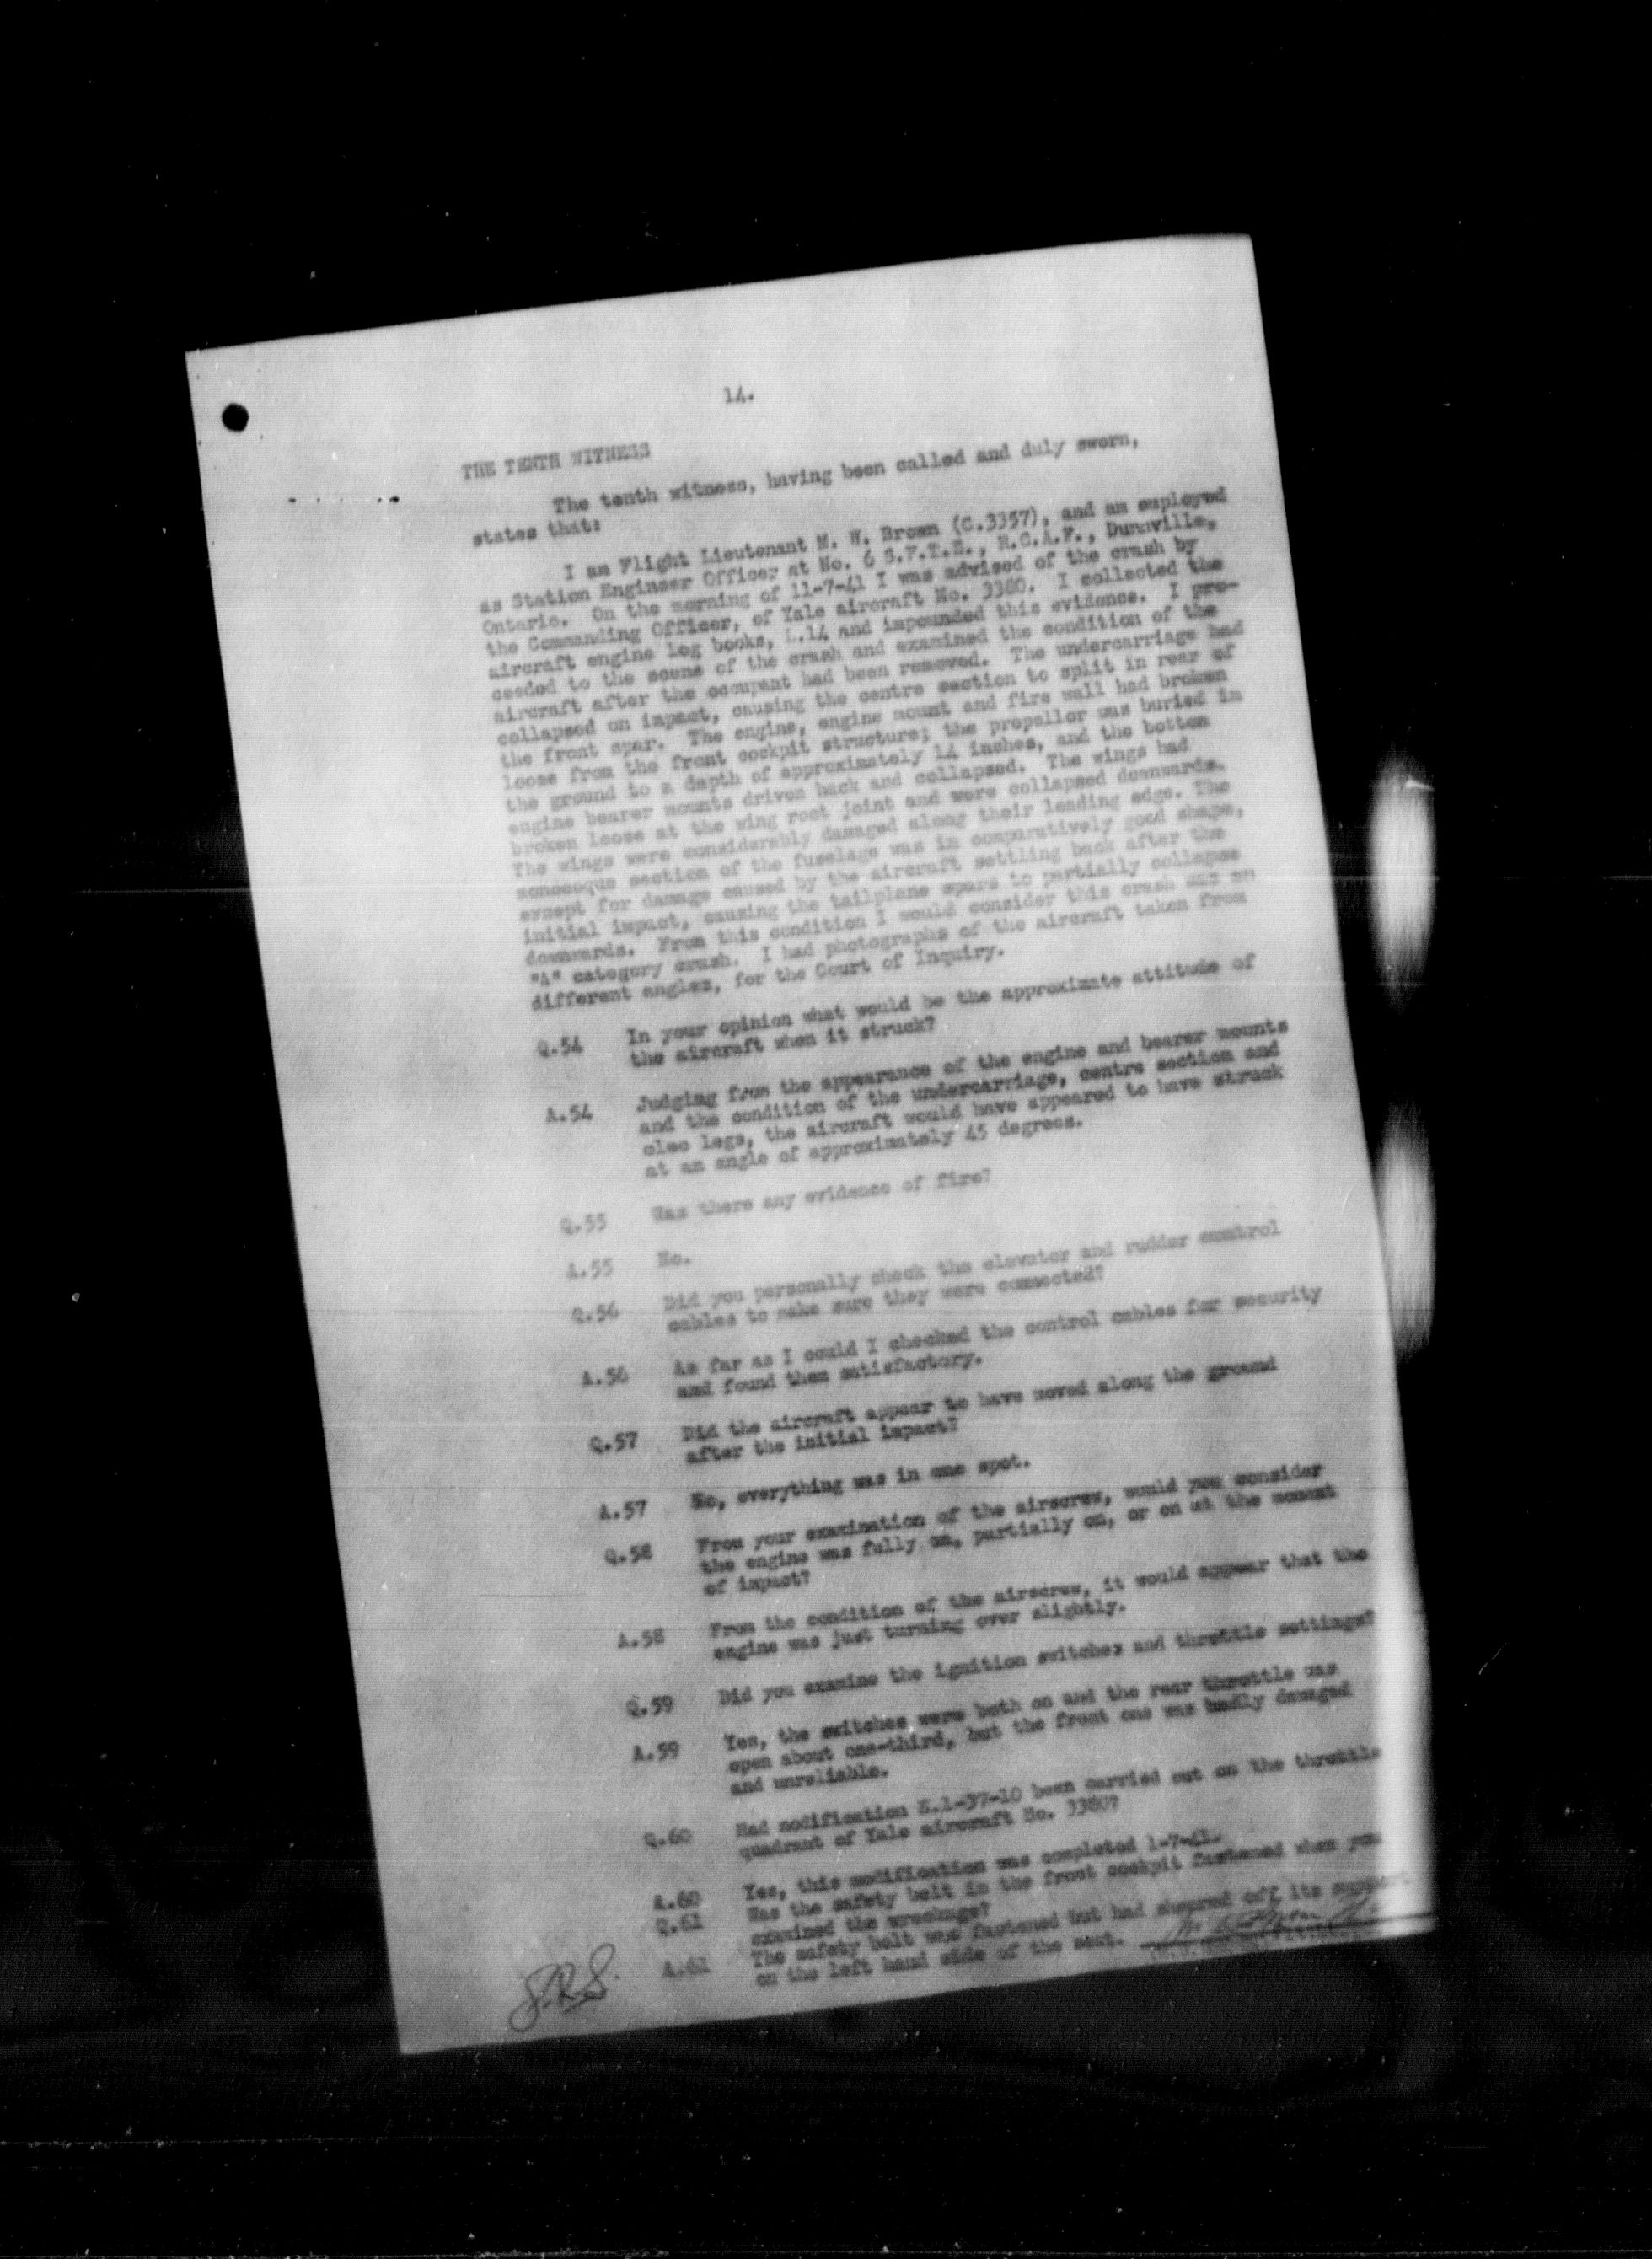 14.
THE TENTH WITNESS
The tenth witness, having been called and duly sworn,
states that:
I am Flight Lieutenant M. W. Brown (C.3357), and am employed
as Station Engineer Officer at No. 6 S.F.T.S., R.C.A.F., Dunnville,
Ontario. On the morning of 11-7-41 I was advised of the crash by
the Commanding Officer, of Yale aircraft No. 3380. I collected the
aircraft engine log books, L.14 and impounded this evidence. I pro-
ceeded to the scene of the crash and examined the condition of the
aircraft after the occupant had been removed. The undercarriage had
collapsed on impact, causing the centre section to split in rear of
the front spar. The engine, engine mount and fire wall had broken
loose from the front cockpit structure; the propellor was buried in
the ground to a depth of approximately 14 inches, and the bottom
engine bearer mounts driven back and collapsed. The wings had
broken loose at the wing root joint and were collapsed downwards.
The wings were considerably damaged along their leading edge. The
monocoque section of the fuselage was in comparatively good shape,
except for damage caused by the aircraft settling back after the
initial impact, causing the tailplane spars to partially collapse
downwards. From this condition I would consider this crash was an
"A" category crash. I had photographs of the aircraft taken from
different angles, for the Court of Inquiry.
Q.54 In your opinion what would be the approximate attitude of
the aircraft when it struck?
A.54 Judging from the appearance of the engine and bearer mounts
and the condition of the undercarriage, centre section and
oleo legs, the aircraft would have appeared to have struck
at an angle of approximately 45 degrees.
Q.55 Was there any evidence of fire?
A.55 No.
Q.56 Did you personally check the elevator and rudder control
cables to make sure they were connected?
A.56 As far as I could I checked the control cables for security
and found them satisfactory.
Q.57 Did the aircraft appear to have moved along the ground
after the initial impact?
A.57 No, everything was in one spot.
Q.58 From your examination of the airscrew, would you consider
the engine was fully on, partially on, or on at the moment
of impact?
A.58 From the condition of the airscrew, it would appear that the
engine was just turning over slightly.
Q.59 Did you examine the ignition switches and throttle settings?
A.59 Yes, the switches were both on and the rear throttle was
open about one-third, but the front one was badly damaged
and unreliable.
Q.60 Had modification 1-37-10 been carried out on the throttle
quadrant of Yale aircraft No. 3380?
A.60 Yes, this modification was completed 1-7-41.
Q.61 Was the safety belt in the front cockpit fastened when you
examined the wreckage?
A.61 The safety belt was fastened but had sheared off its support
on the left hand side of the seat.